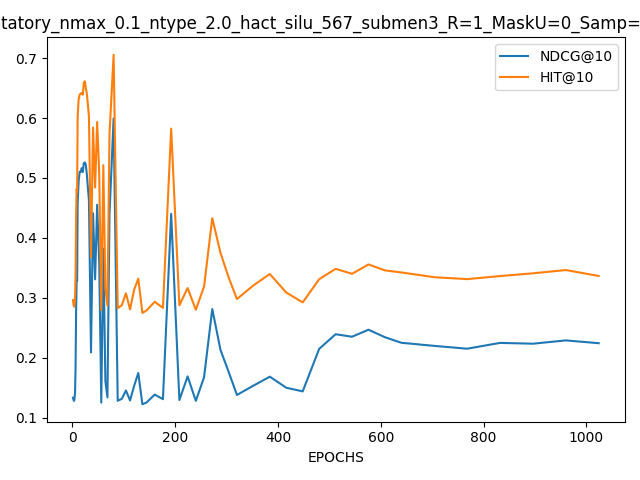 tatory_nmax_0.1_ntype_2.0_hact_silu_567_submen3_R=1_MaskU=0_Samp=
NDCG@10
HIT@10
0.7
0.6
0.5
0.4
0.3
0.2
0.1
0 200 400 600 800 1000
EPOCHS